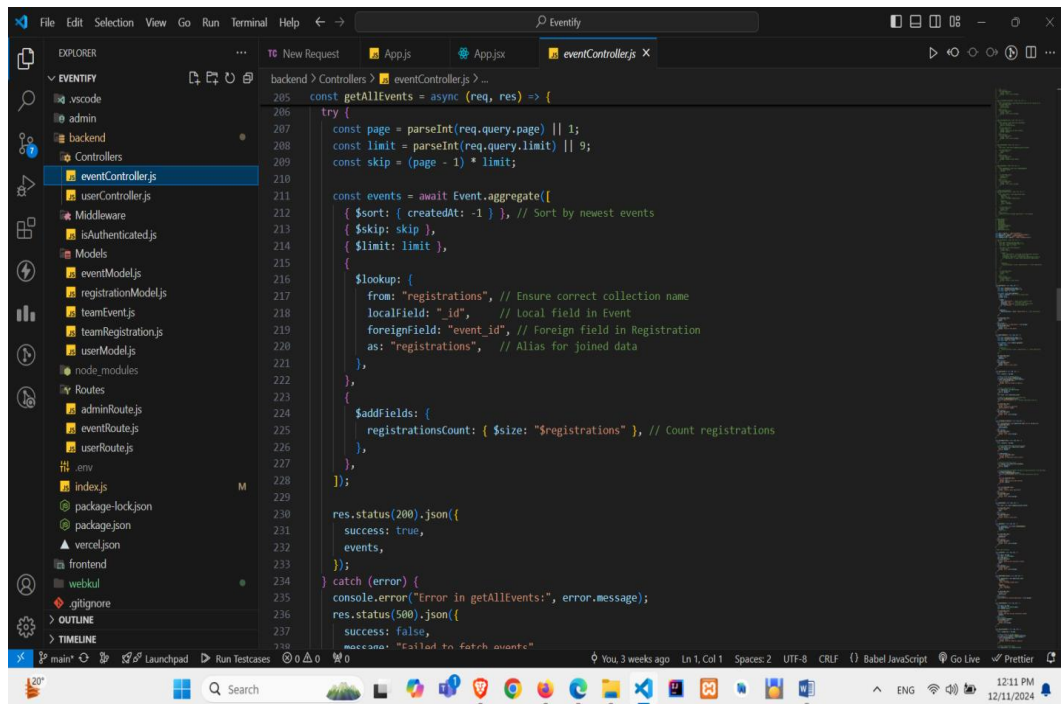 File Edit Selection View Go Run Terminal Help
Eventify
EXPLORER
EVENTIFY
.vscode
admin
backend
Controllers
eventController.js
userController.js
Middleware
isAuthenticated.js
Models
eventModel.js
registrationModel.js
teamEvent.js
teamRegistration.js
userModel.js
node_modules
Routes
adminRoute.js
eventRoute.js
userRoute.js
.env
index.js M
package-lock.json
package.json
vercel.json
frontend
webkul
.gitignore
OUTLINE
TIMELINE
7
TC New Request JS App.js App.jsx JS eventController.js
backend > Controllers > JS eventController.js > ...
205 const getAllEvents = async (req, res) => {
206 try {
207 const page = parseInt(req.query.page) || 1;
208 const limit = parseInt(req.query.limit) || 9;
209 const skip = (page - 1) * limit;
210
211 const events = await Event.aggregate([
212 { $sort: { createdAt: -1 } }, // Sort by newest events
213 { $skip: skip },
214 { $limit: limit },
215 {
216 $lookup: {
217 from: "registrations", // Ensure correct collection name
218 localField: "_id", // Local field in Event
219 foreignField: "event_id", // Foreign field in Registration
220 as: "registrations", // Alias for joined data
221 },
222 },
223 {
224 $addFields: {
225 registrationsCount: { $size: "$registrations" }, // Count registrations
226 },
227 },
228 ]);
229
230 res.status(200).json({
231 success: true,
232 events,
233 });
234 } catch (error) {
235 console.error("Error in getAllEvents:", error.message);
236 res.status(500).json({
237 success: false,
238 message: "Failed to fetch events"
main* Launchpad Run Testcases 0 0 0 You, 3 weeks ago Ln 1, Col 1 Spaces: 2 UTF-8 CRLF {} Babel JavaScript Go Live Prettier
20° Search ENG 12:11 PM
12/11/2024